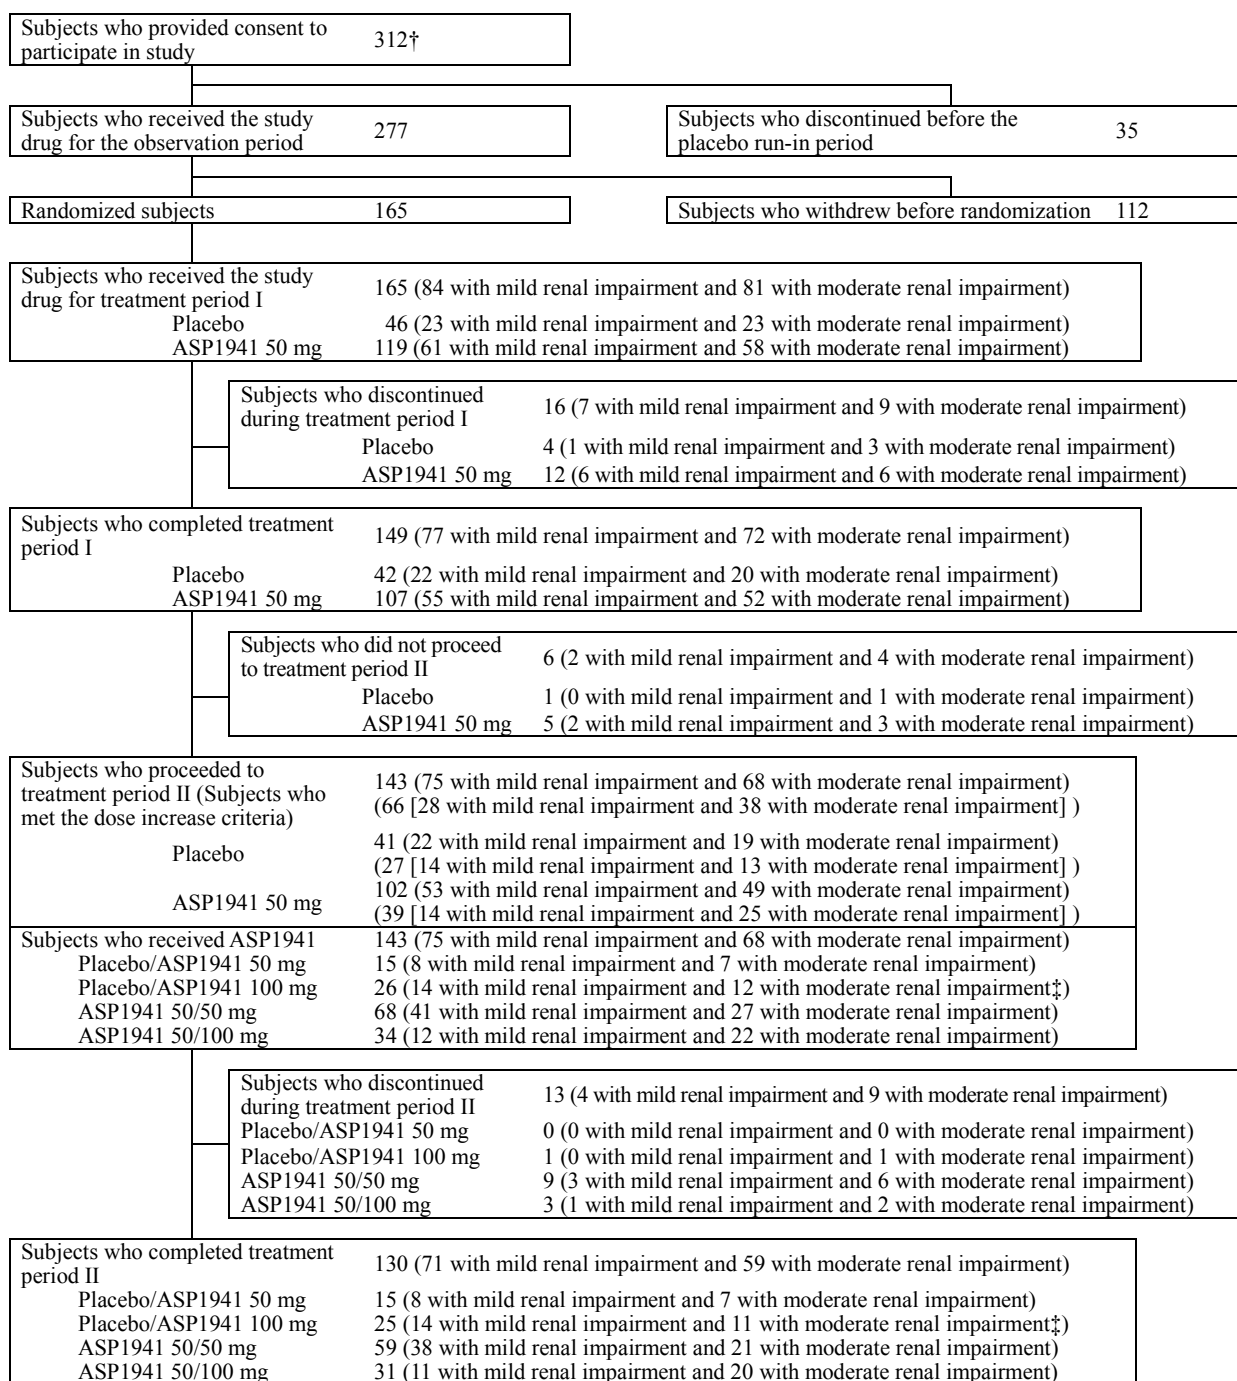 Subjects who provided consent to
participate in study
312†
Subjects who received the study
drug for the observation period
277
Subjects who discontinued before the
placebo run-in period
35
Randomized subjects 165
Subjects who withdrew before randomization 112
Subjects who received the study
drug for treatment period I
165 (84 with mild renal impairment and 81 with moderate renal impairment)
Placebo 46 (23 with mild renal impairment and 23 with moderate renal impairment)
ASP1941 50 mg 119 (61 with mild renal impairment and 58 with moderate renal impairment)
Subjects who discontinued
during treatment period I
16 (7 with mild renal impairment and 9 with moderate renal impairment)
Placebo 4 (1 with mild renal impairment and 3 with moderate renal impairment)
ASP1941 50 mg 12 (6 with mild renal impairment and 6 with moderate renal impairment)
Subjects who completed treatment
period I
149 (77 with mild renal impairment and 72 with moderate renal impairment)
Placebo 42 (22 with mild renal impairment and 20 with moderate renal impairment)
ASP1941 50 mg 107 (55 with mild renal impairment and 52 with moderate renal impairment)
Subjects who did not proceed
to treatment period II
6 (2 with mild renal impairment and 4 with moderate renal impairment)
Placebo 1 (0 with mild renal impairment and 1 with moderate renal impairment)
ASP1941 50 mg 5 (2 with mild renal impairment and 3 with moderate renal impairment)
Subjects who proceeded to
treatment period II (Subjects who
met the dose increase criteria)
143 (75 with mild renal impairment and 68 with moderate renal impairment)
(66 [28 with mild renal impairment and 38 with moderate renal impairment] )
Placebo
41 (22 with mild renal impairment and 19 with moderate renal impairment)
(27 [14 with mild renal impairment and 13 with moderate renal impairment] )
ASP1941 50 mg
102 (53 with mild renal impairment and 49 with moderate renal impairment)
(39 [14 with mild renal impairment and 25 with moderate renal impairment] )
Subjects who received ASP1941 143 (75 with mild renal impairment and 68 with moderate renal impairment)
Placebo/ASP1941 50 mg 15 (8 with mild renal impairment and 7 with moderate renal impairment)
Placebo/ASP1941 100 mg 26 (14 with mild renal impairment and 12 with moderate renal impairment‡)
ASP1941 50/50 mg 68 (41 with mild renal impairment and 27 with moderate renal impairment)
ASP1941 50/100 mg 34 (12 with mild renal impairment and 22 with moderate renal impairment)
Subjects who discontinued
during treatment period II
13 (4 with mild renal impairment and 9 with moderate renal impairment)
Placebo/ASP1941 50 mg 0 (0 with mild renal impairment and 0 with moderate renal impairment)
Placebo/ASP1941 100 mg 1 (0 with mild renal impairment and 1 with moderate renal impairment)
ASP1941 50/50 mg 9 (3 with mild renal impairment and 6 with moderate renal impairment)
ASP1941 50/100 mg 3 (1 with mild renal impairment and 2 with moderate renal impairment)
Subjects who completed treatment
period II
130 (71 with mild renal impairment and 59 with moderate renal impairment)
Placebo/ASP1941 50 mg 15 (8 with mild renal impairment and 7 with moderate renal impairment)
Placebo/ASP1941 100 mg 25 (14 with mild renal impairment and 11 with moderate renal impairment‡)
ASP1941 50/50 mg 59 (38 with mild renal impairment and 21 with moderate renal impairment)
ASP1941 50/100 mg 31 (11 with mild renal impairment and 20 with moderate renal impairment)